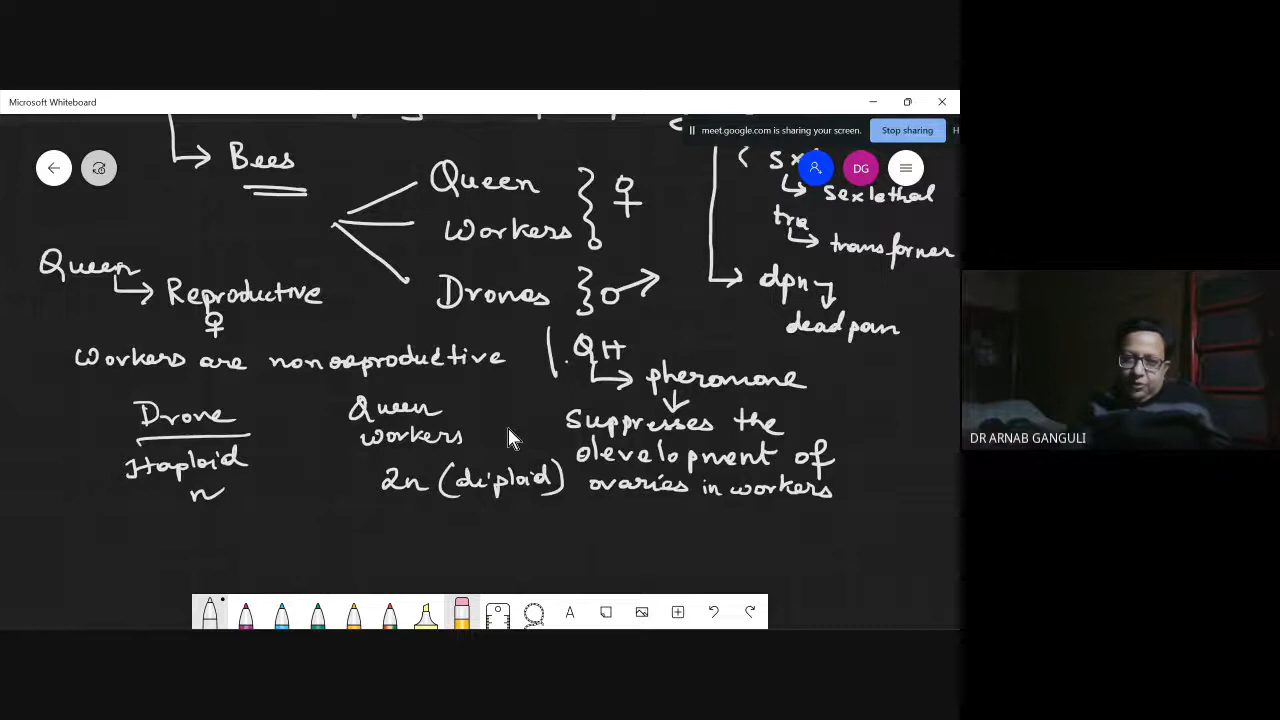 Microsoft Whiteboard
meet.google.com is sharing your screen.
Stop sharing
H
DG
Bees
Queen
Workers
Drones
sxl
sex lethal
tra
transformer
dpn
deadpan
Queen
Reproductive
♀
♀
Workers are nonreproductive
QH
pheromone
Suppresses the
development of
ovaries in workers
Drone
Haploid
n
Queen
workers
2n (diploid)
A
DR ARNAB GANGULI